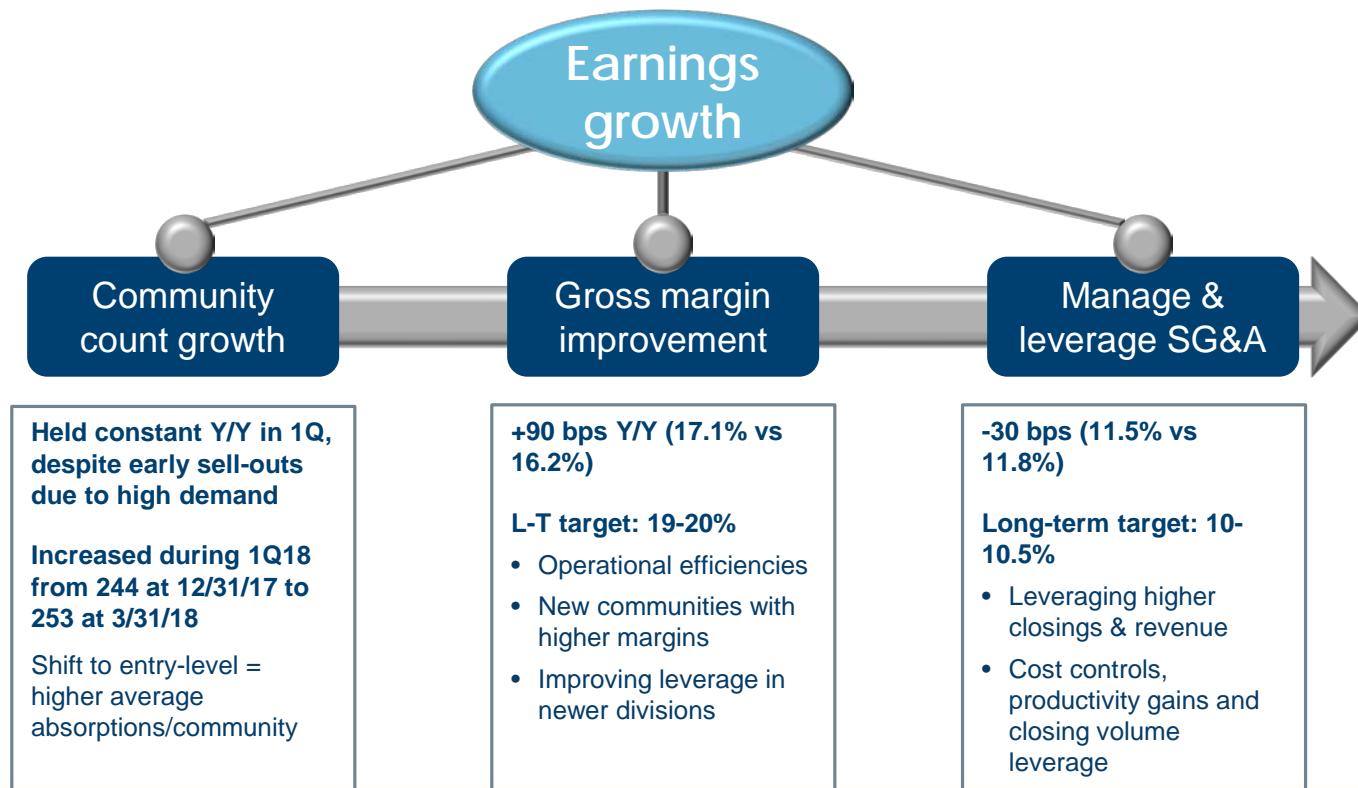 Earnings
growth
Community
count growth
Gross margin
improvement
Manage &
leverage SG&A
Held constant Y/Y in 1Q,
despite early sell-outs
due to high demand
Increased during 1Q18
from 244 at 12/31/17 to
253 at 3/31/18
Shift to entry-level =
higher average
absorptions/community
+90 bps Y/Y (17.1% vs
16.2%)
L-T target: 19-20%
• Operational efficiencies
• New communities with
higher margins
• Improving leverage in
newer divisions
-30 bps (11.5% vs
11.8%)
Long-term target: 10-
10.5%
• Leveraging higher
closings & revenue
• Cost controls,
productivity gains and
closing volume
leverage